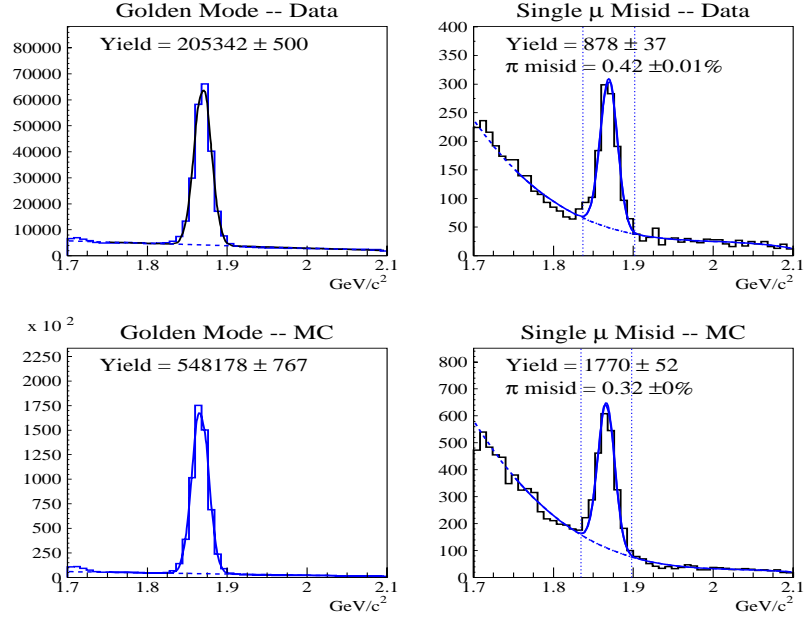 Golden Mode -- Data
Yield = 205342 ± 500
80000
70000
60000
50000
40000
30000
20000
10000
0
1.7 1.8 1.9 2 2.1
GeV/c²
Single μ Misid -- Data
Yield = 878 ± 37
π misid = 0.42 ±0.01%
400
350
300
250
200
150
100
50
0
1.7 1.8 1.9 2 2.1
GeV/c²
Golden Mode -- MC
x 10²
Yield = 548178 ± 767
2250
2000
1750
1500
1250
1000
750
500
250
0
1.7 1.8 1.9 2 2.1
GeV/c²
Single μ Misid -- MC
Yield = 1770 ± 52
π misid = 0.32 ±0%
800
700
600
500
400
300
200
100
0
1.7 1.8 1.9 2 2.1
GeV/c²